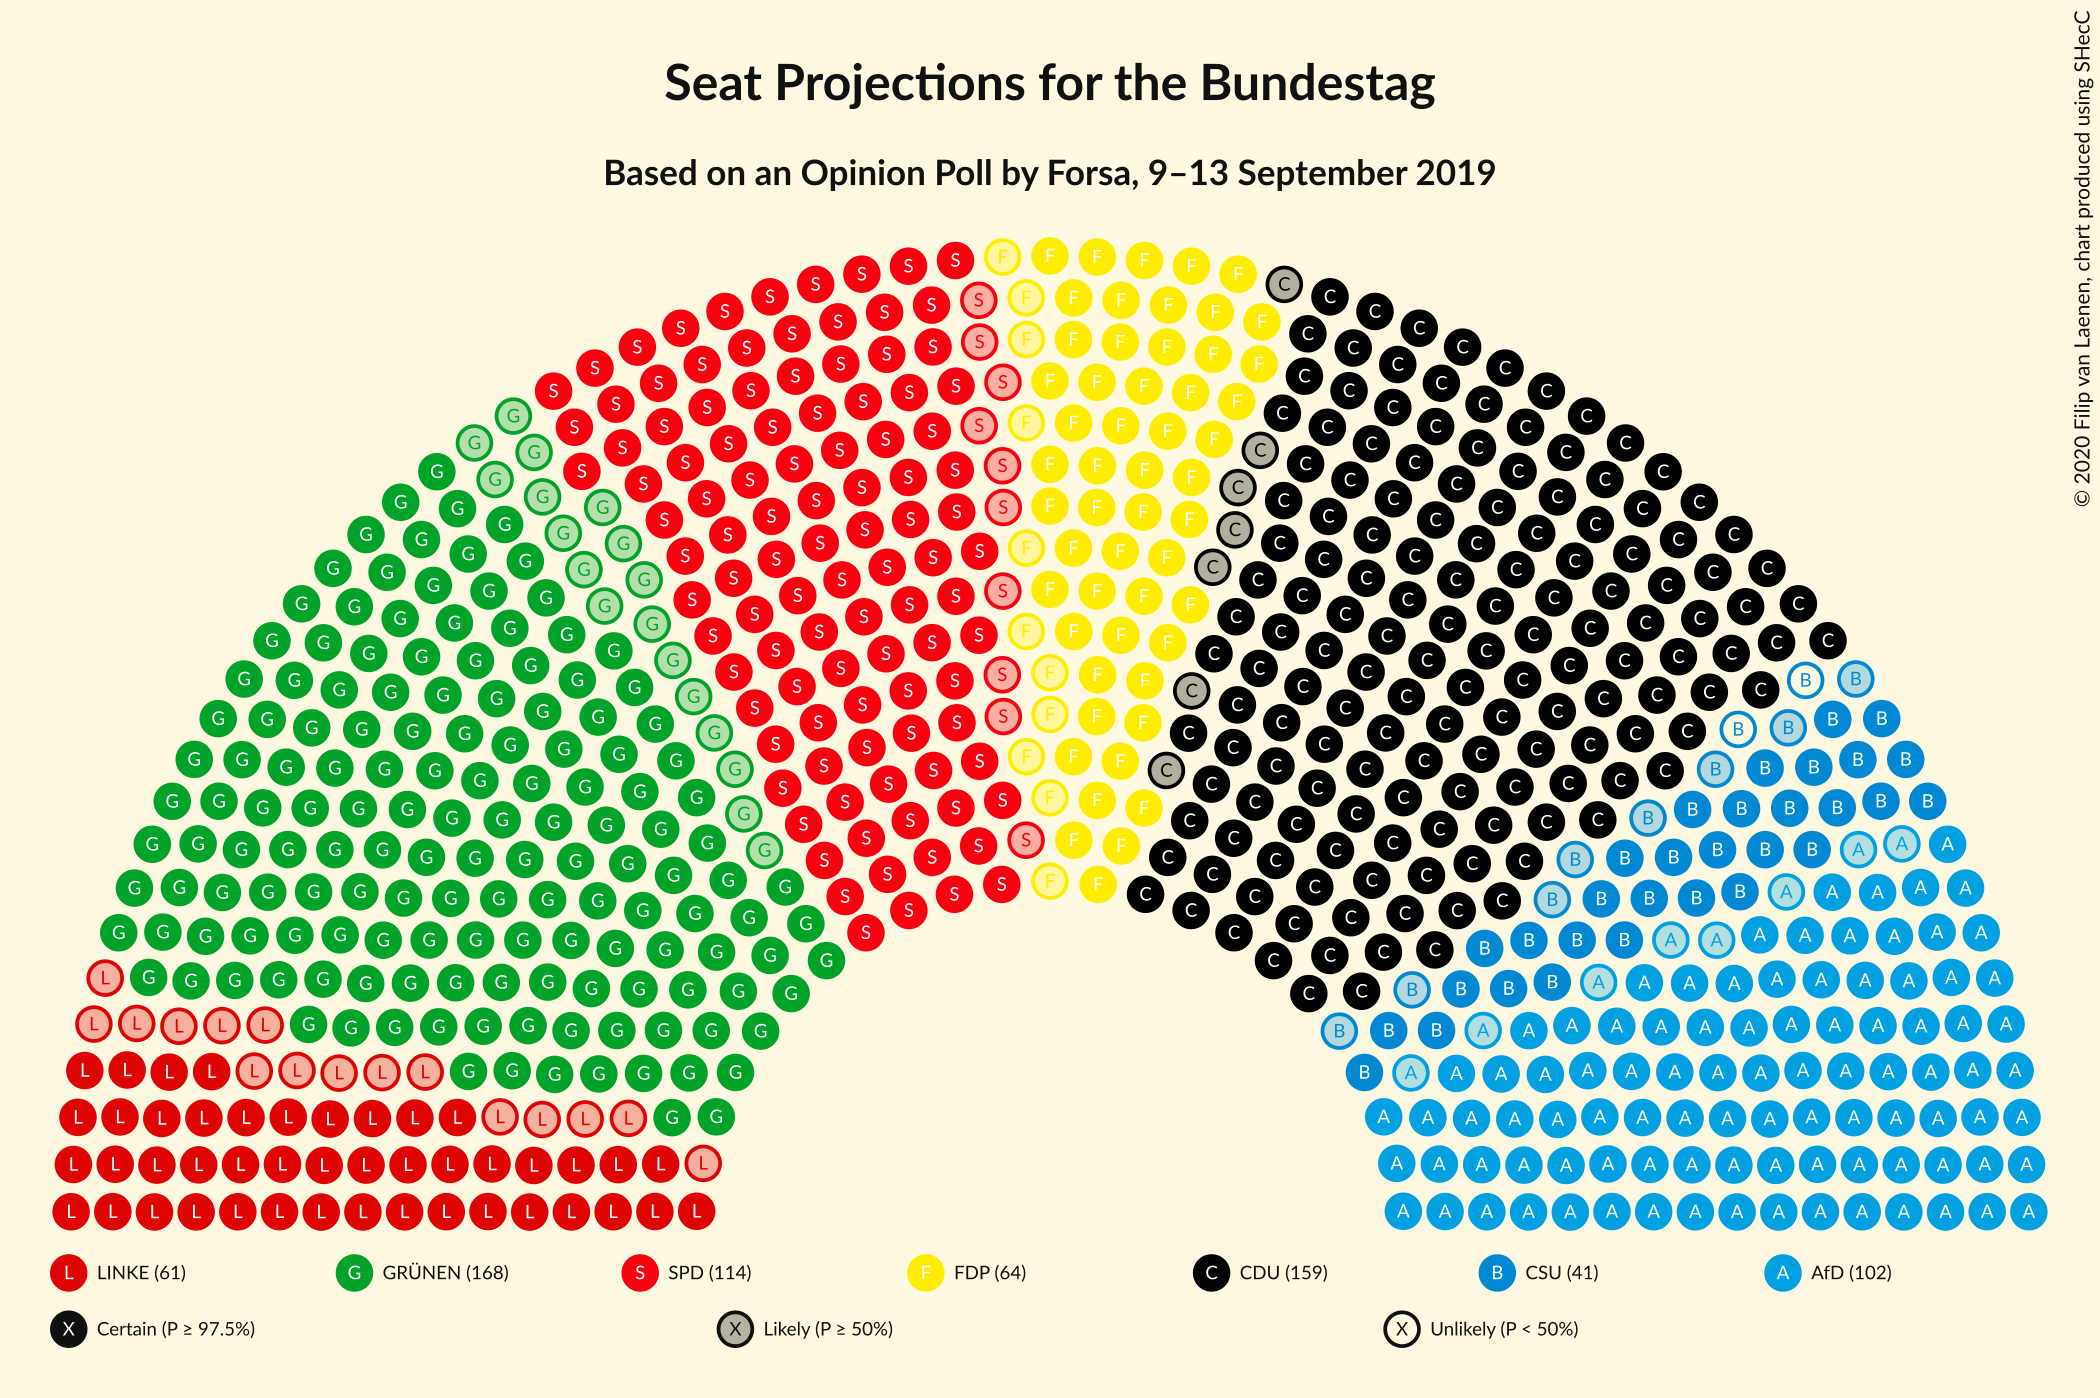 Seat Projections for the Bundestag
Based on an Opinion Poll by Forsa, 9–13 September 2019
© 2020 Filip van Laenen, chart produced using SHecC
L LINKE (61) G GRÜNEN (168) S SPD (114) F FDP (64) C CDU (159) B CSU (41) A AfD (102)
X Certain (P ≥ 97.5%) X Likely (P ≥ 50%) X Unlikely (P < 50%)